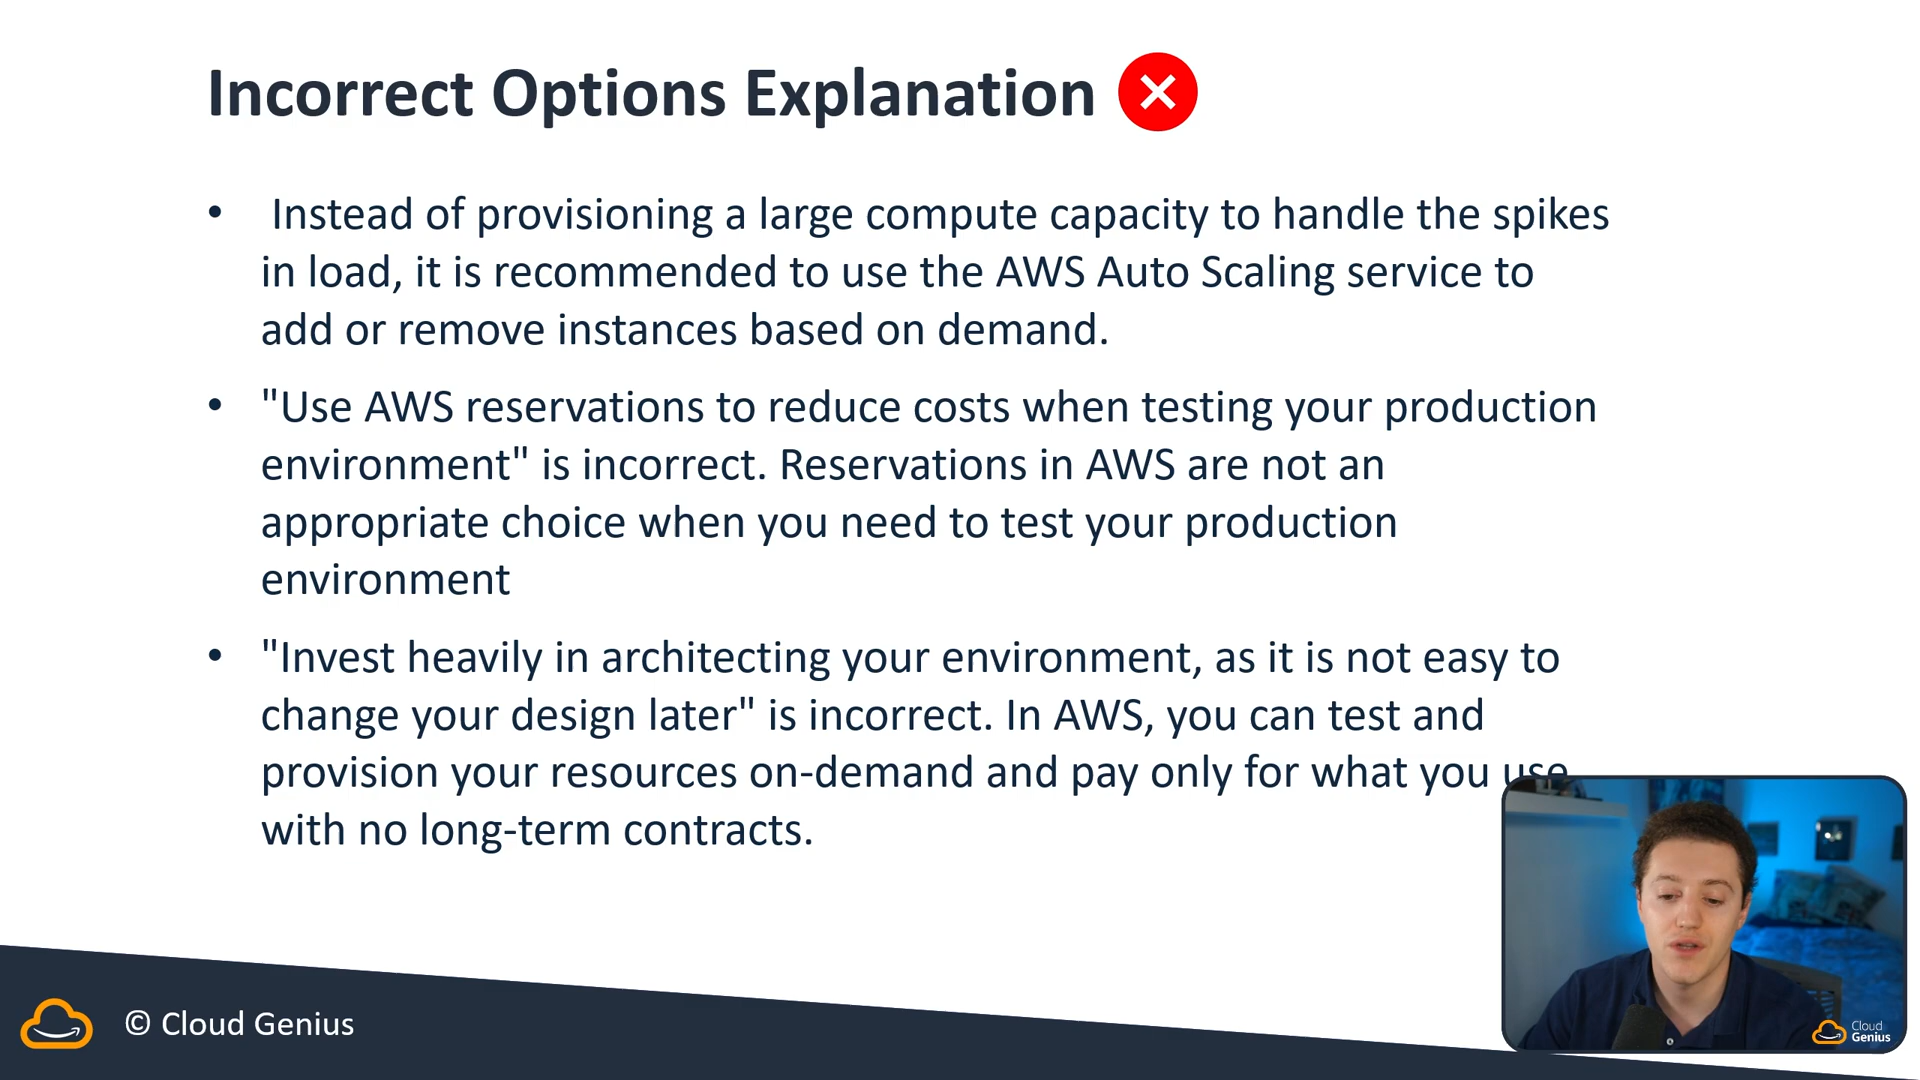 Incorrect Options Explanation
• Instead of provisioning a large compute capacity to handle the spikes
in load, it is recommended to use the AWS Auto Scaling service to
add or remove instances based on demand.
• "Use AWS reservations to reduce costs when testing your production
environment" is incorrect. Reservations in AWS are not an
appropriate choice when you need to test your production
environment
• "Invest heavily in architecting your environment, as it is not easy to
change your design later" is incorrect. In AWS, you can test and
provision your resources on-demand and pay only for what you use
with no long-term contracts.
© Cloud Genius
Cloud
Genius